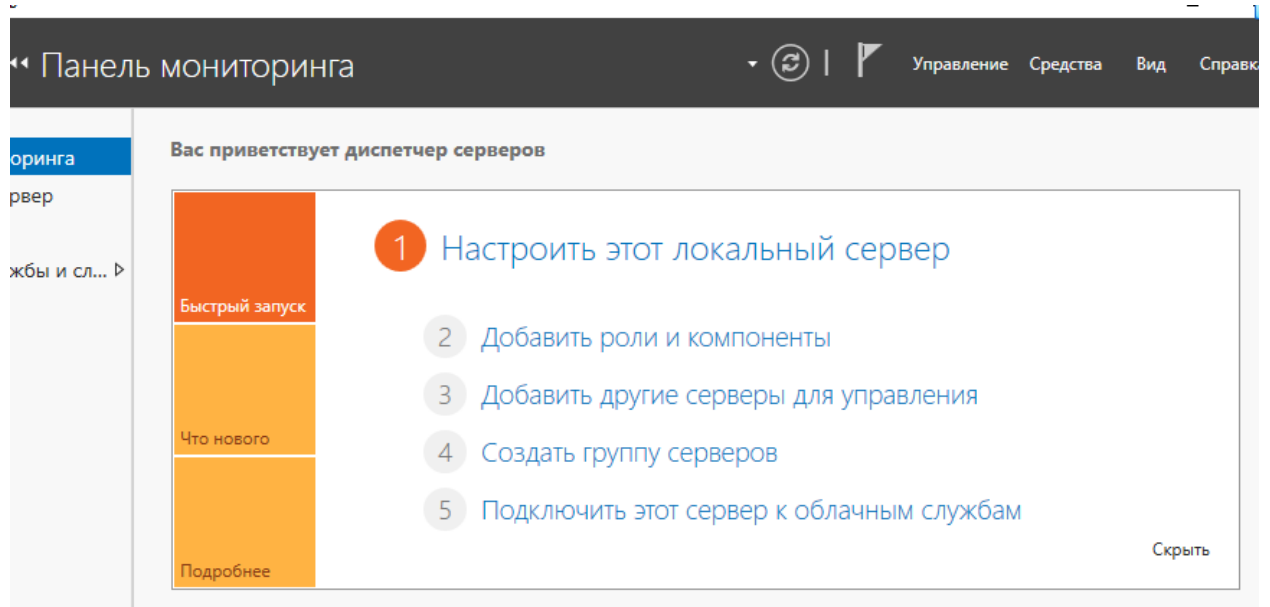 Панель мониторинга
Управление Средства Вид Справка
оринга
рвер
жбы и сл...
Вас приветствует диспетчер серверов
Быстрый запуск
Что нового
Подробнее
1 Настроить этот локальный сервер
2 Добавить роли и компоненты
3 Добавить другие серверы для управления
4 Создать группу серверов
5 Подключить этот сервер к облачным службам
Скрыть